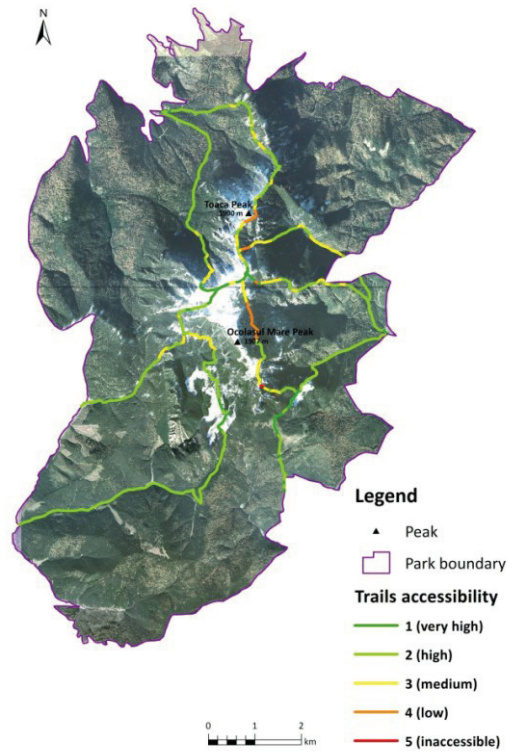 N
Toaca Peak
1900 m
Ocolasul Mare Peak
1907 m
Legend
Peak
Park boundary
Trails accessibility
1 (very high)
2 (high)
3 (medium)
4 (low)
5 (inaccessible)
0 1 2
km